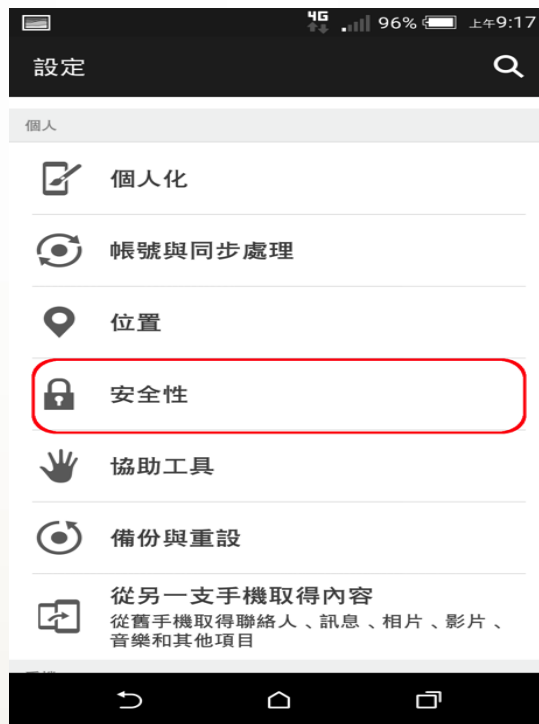 4G 96% 上午9:17
設定
個人
個人化
帳號與同步處理
位置
安全性
協助工具
備份與重設
從另一支手機取得內容
從舊手機取得聯絡人、訊息、相片、影片、
音樂和其他項目